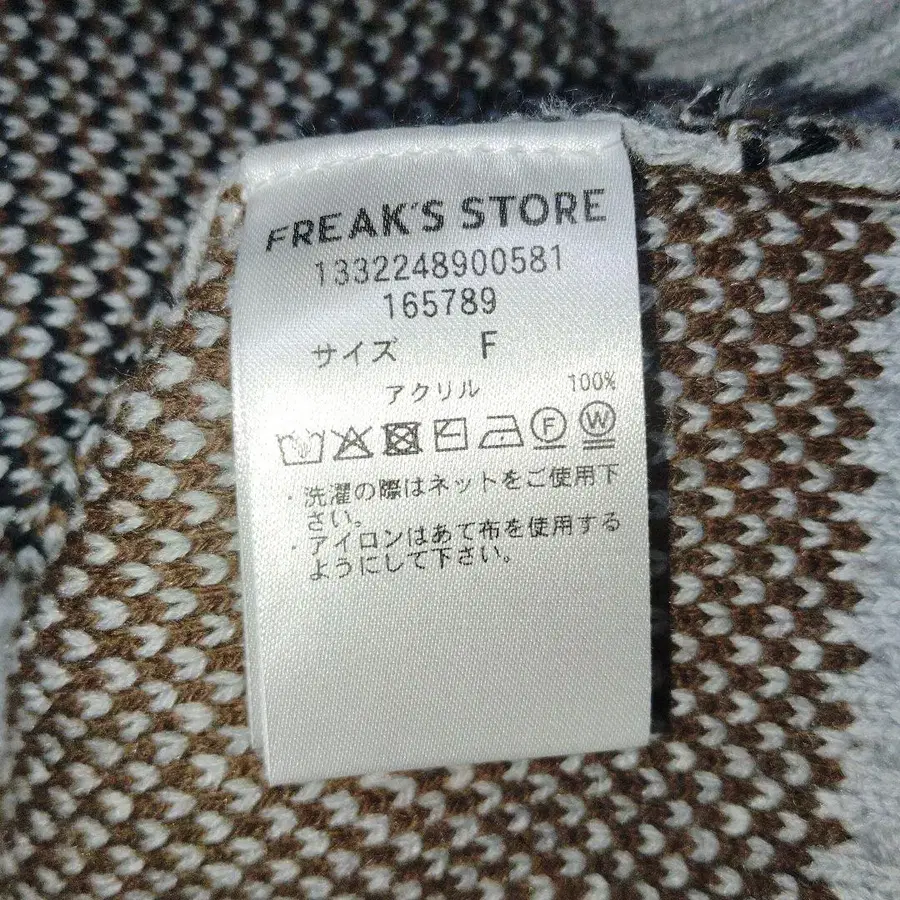 FREAK'S STORE
1332248900581
165789
サイズ F
アクリル 100%
F W
・洗濯の際はネットをご使用下
さい。
・アイロンはあて布を使用する
ようにして下さい。